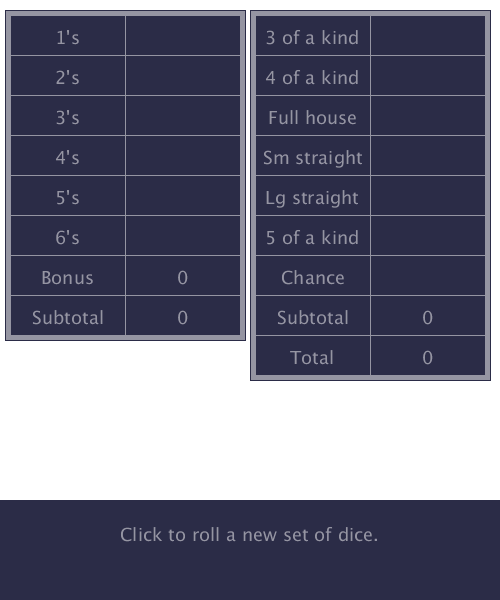 1's
2's
3's
4's
5's
6's
Bonus 0
Subtotal 0
3 of a kind
4 of a kind
Full house
Sm straight
Lg straight
5 of a kind
Chance
Subtotal 0
Total 0
Click to roll a new set of dice.